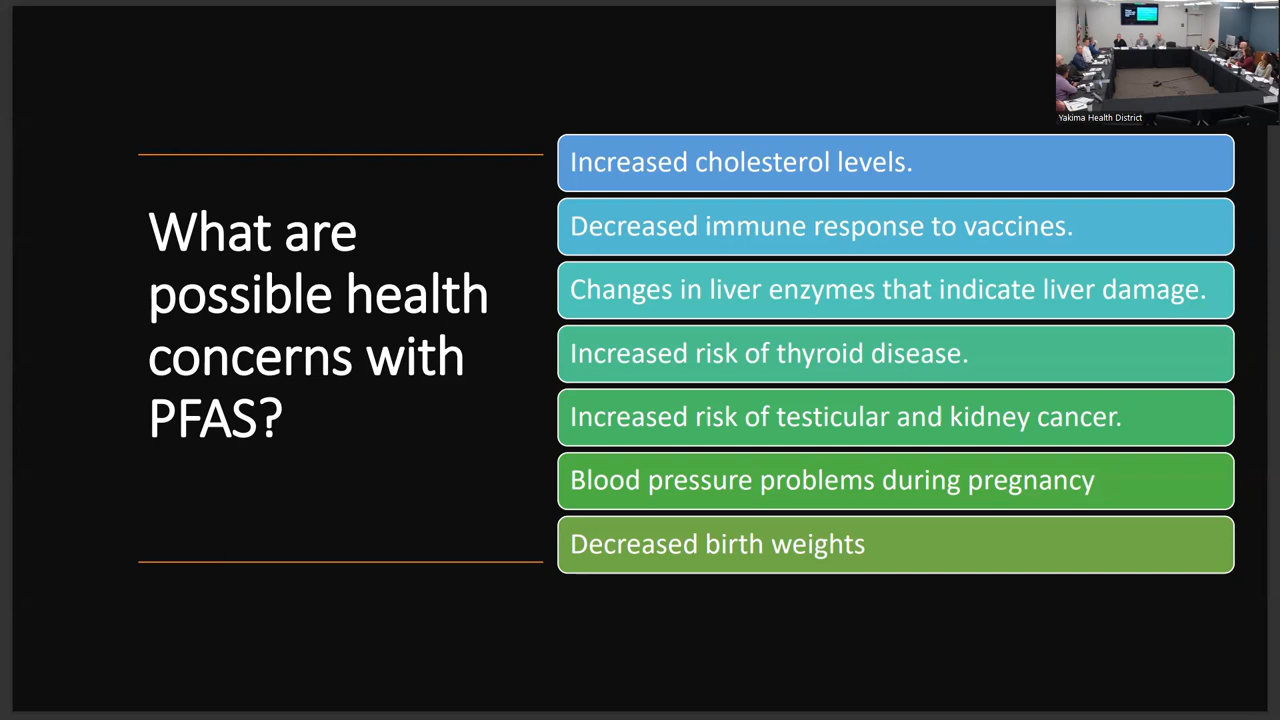 Yakima Health District
What are
possible health
concerns with
PFAS?
Increased cholesterol levels.
Decreased immune response to vaccines.
Changes in liver enzymes that indicate liver damage.
Increased risk of thyroid disease.
Increased risk of testicular and kidney cancer.
Blood pressure problems during pregnancy
Decreased birth weights